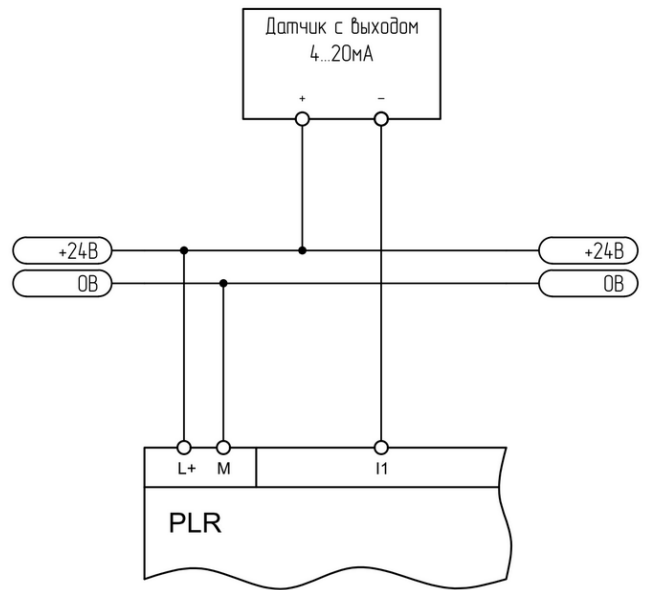 Датчик с выходом
4...20мА
+ –
+24В +24В
0В 0В
L+ M I1
PLR